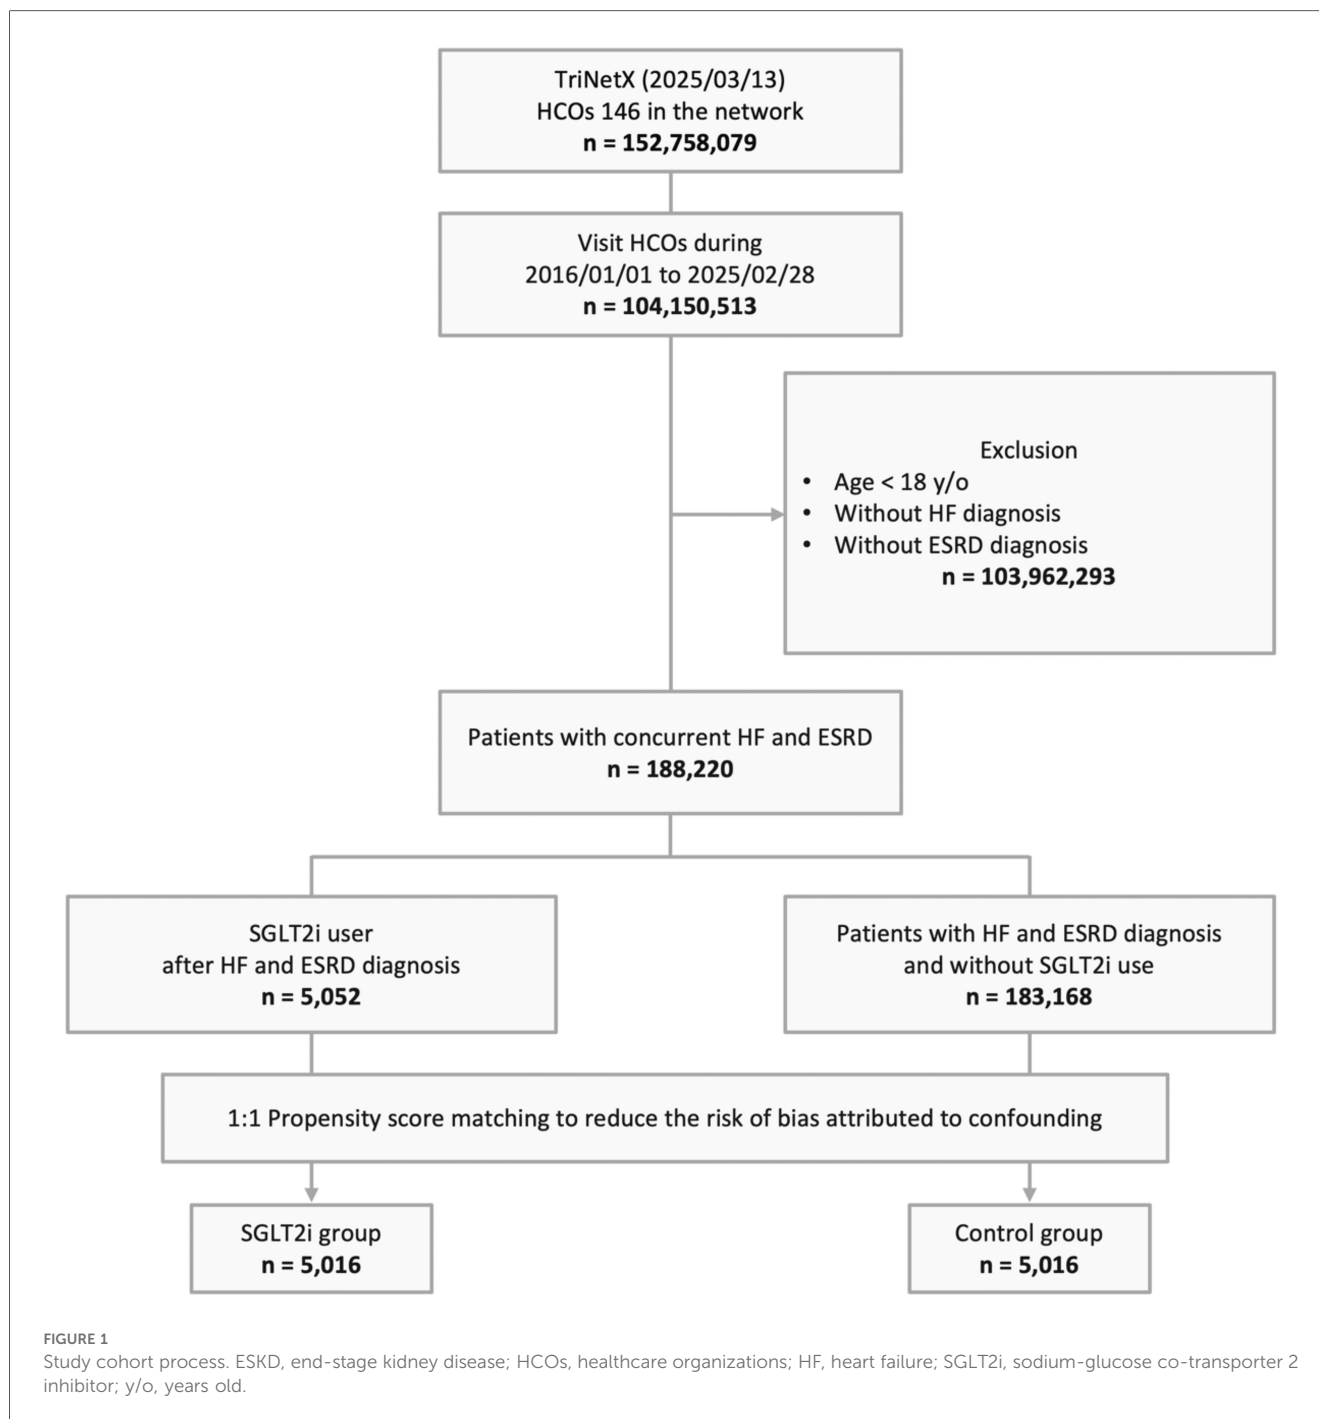 TriNetX (2025/03/13)
HCOs 146 in the network
n = 152,758,079
Visit HCOs during
2016/01/01 to 2025/02/28
n = 104,150,513
Exclusion
• Age < 18 y/o
• Without HF diagnosis
• Without ESRD diagnosis
n = 103,962,293
Patients with concurrent HF and ESRD
n = 188,220
SGLT2i user
after HF and ESRD diagnosis
n = 5,052
Patients with HF and ESRD diagnosis
and without SGLT2i use
n = 183,168
1:1 Propensity score matching to reduce the risk of bias attributed to confounding
SGLT2i group
n = 5,016
Control group
n = 5,016
FIGURE 1
Study cohort process. ESKD, end-stage kidney disease; HCOs, healthcare organizations; HF, heart failure; SGLT2i, sodium-glucose co-transporter 2
inhibitor; y/o, years old.